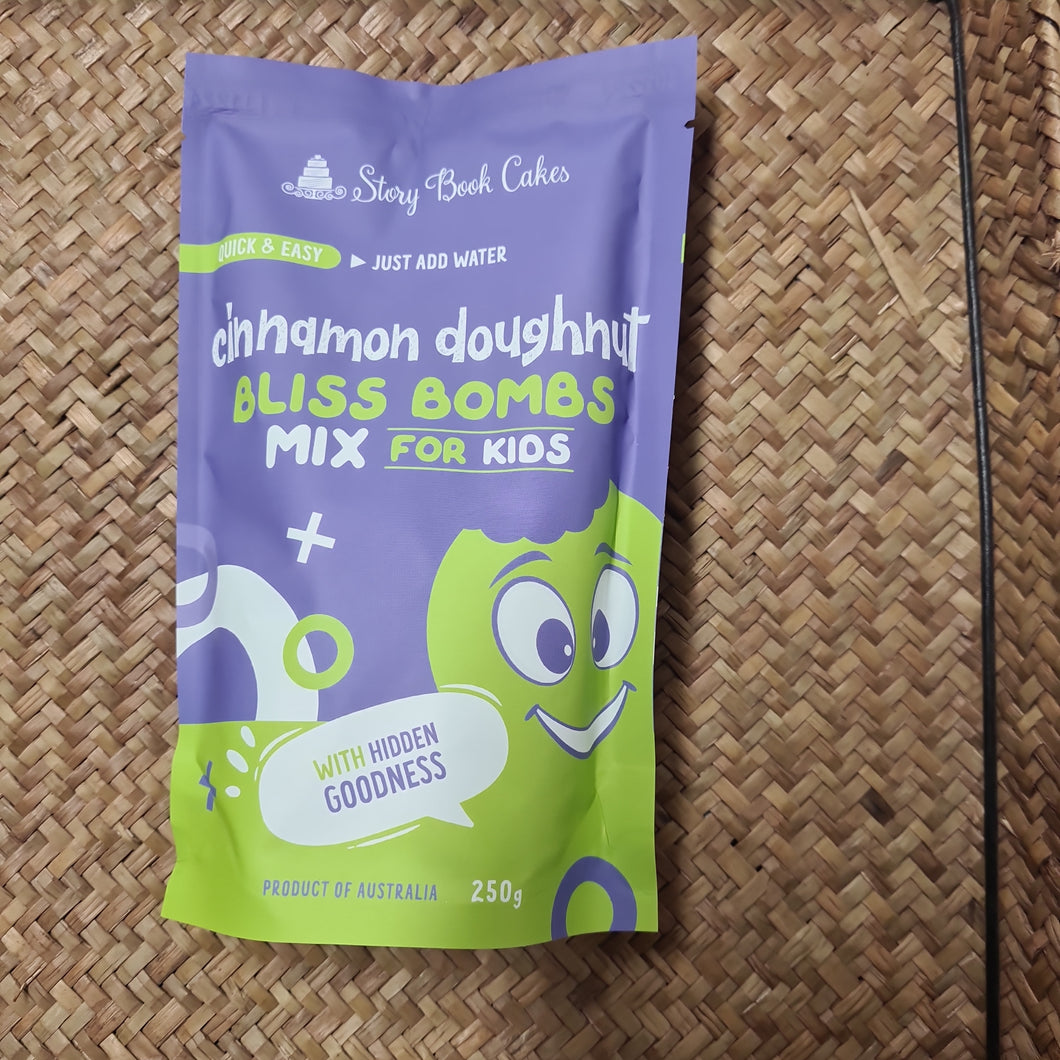 Story Book Cakes
QUICK & EASY
JUST ADD WATER
cinnamon doughnut
BLISS BOMBS
MIX FOR KIDS
WITH HIDDEN
GOODNESS
PRODUCT OF AUSTRALIA 250g